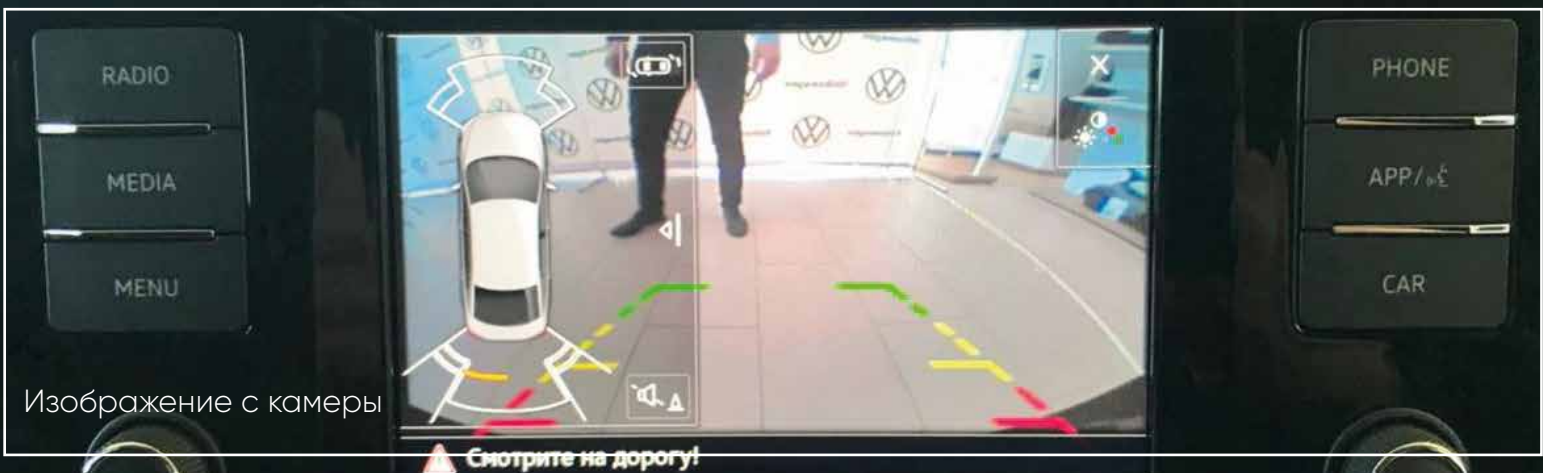 RADIO
MEDIA
MENU
PHONE
APP/
CAR
Изображение с камеры
Смотрите на дорогу!